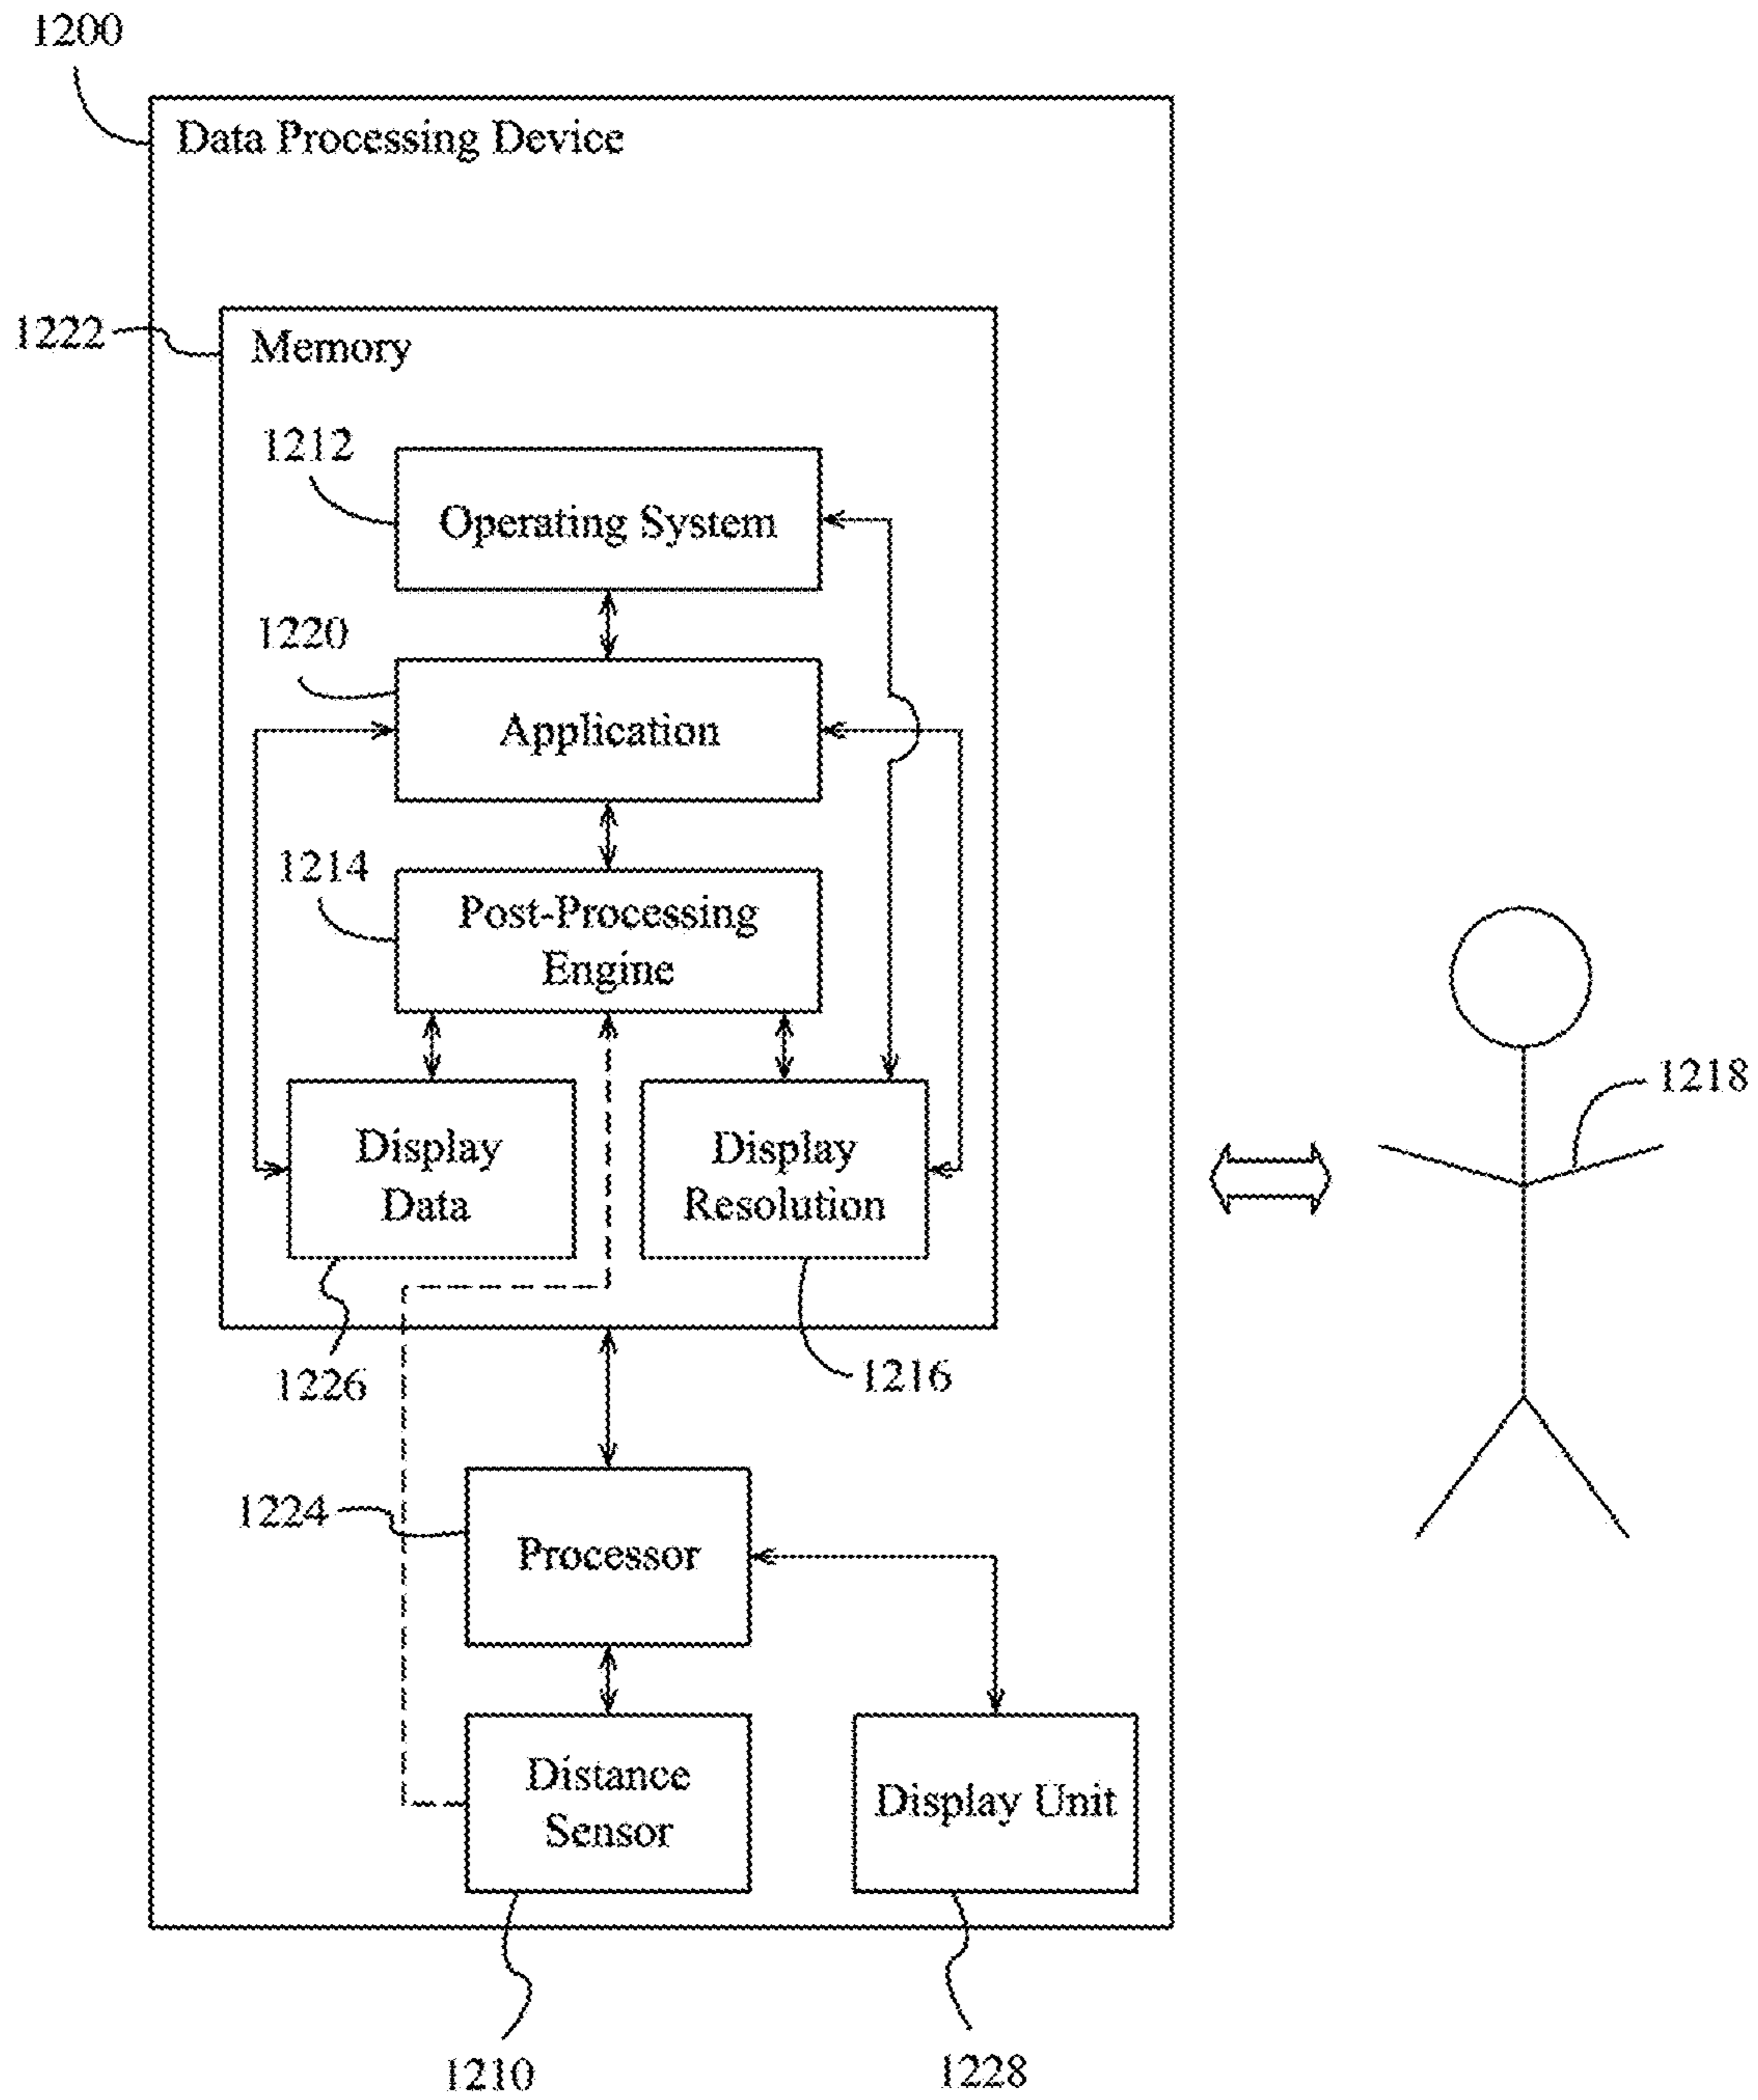 1200
Data Processing Device
1222
Memory
1212
Operating System
1220
Application
1214
Post-Processing
Engine
1218
Display
Data
Display
Resolution
1226
1216
1224
Processor
Distance
Sensor
Display Unit
1210
1228